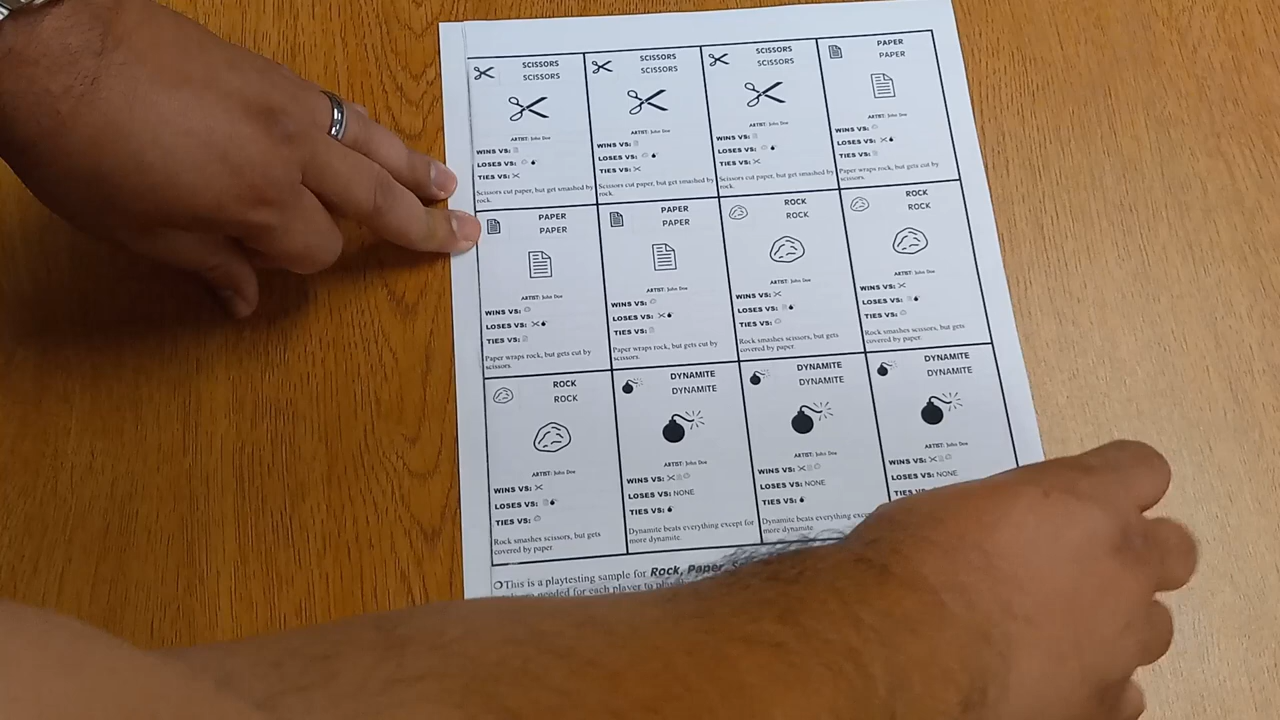 SCISSORS
SCISSORS
ARTIST: John Doe
WINS VS:
LOSES VS:
TIES VS:
Scissors cut paper, but get smashed by
rock.
SCISSORS
SCISSORS
ARTIST: John Doe
WINS VS:
LOSES VS:
TIES VS:
Scissors cut paper, but get smashed by
rock.
SCISSORS
SCISSORS
ARTIST: John Doe
WINS VS:
LOSES VS:
TIES VS:
Scissors cut paper, but get smashed by
rock.
PAPER
PAPER
ARTIST: John Doe
WINS VS:
LOSES VS:
TIES VS:
Paper wraps rock, but gets cut by
scissors.
PAPER
PAPER
ARTIST: John Doe
WINS VS:
LOSES VS:
TIES VS:
Paper wraps rock, but gets cut by
scissors.
PAPER
PAPER
ARTIST: John Doe
WINS VS:
LOSES VS:
TIES VS:
Paper wraps rock, but gets cut by
scissors.
ROCK
ROCK
ARTIST: John Doe
WINS VS:
LOSES VS:
TIES VS:
Rock smashes scissors, but gets
covered by paper.
ROCK
ROCK
ARTIST: John Doe
WINS VS:
LOSES VS:
TIES VS:
Rock smashes scissors, but gets
covered by paper.
ROCK
ROCK
ARTIST: John Doe
WINS VS:
LOSES VS:
TIES VS:
Rock smashes scissors, but gets
covered by paper
DYNAMITE
DYNAMITE
ARTIST: John Doe
WINS VS:
LOSES VS: NONE
TIES VS:
Dynamite beats everything except for
more dynamite.
DYNAMITE
DYNAMITE
ARTIST: John Doe
WINS VS:
LOSES VS: NONE
TIES VS:
Dynamite beats everything
more dynamite.
DYNAMITE
DYNAMITE
ARTIST: John Doe
WINS VS:
LOSES VS: NONE
TIES
This is a playtesting sample for Rock, Paper,
needed for each player to